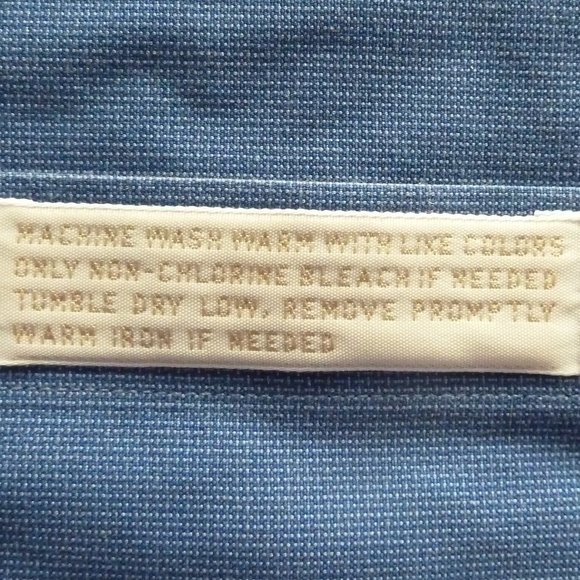 MACHINE WASH WARM WITH LIKE COLORS
ONLY NON-CHLORINE BLEACH IF NEEDED
TUMBLE DRY LOW, REMOVE PROMPTLY
WARM IRON IF NEEDED